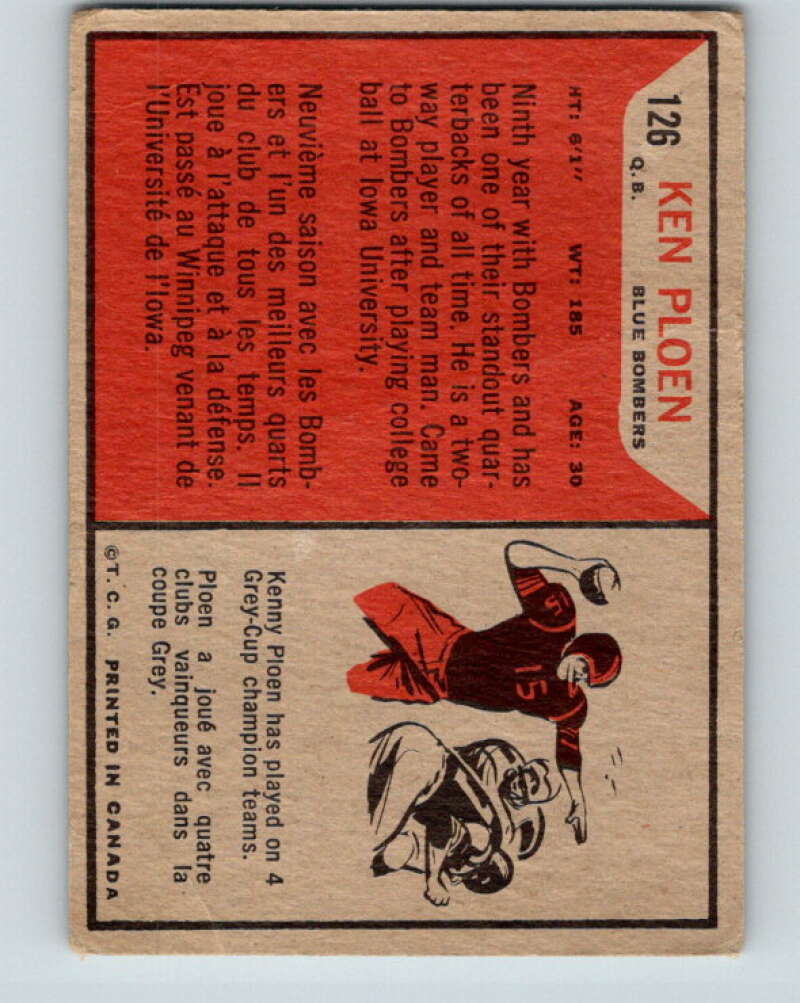 126 KEN PLOEN
Q.B. BLUE BOMBERS
HT: 6'1" WT: 185 AGE: 30
Ninth year with Bombers and has
been one of their standout quar-
terbacks of all time. He is a two-
way player and team man. Came
to Bombers after playing college
ball at Iowa University.
Neuvième saison avec les Bomb-
ers et l'un des meilleurs quarts
du club de tous les temps. Il
joue à l'attaque et à la défense.
Est passé au Winnipeg venant de
l'Université de l'Iowa.
15
15
Kenny Ploen has played on 4
Grey-Cup champion teams.
Ploen a joué avec quatre
clubs vainqueurs dans la
coupe Grey.
©T. C. G. PRINTED IN CANADA